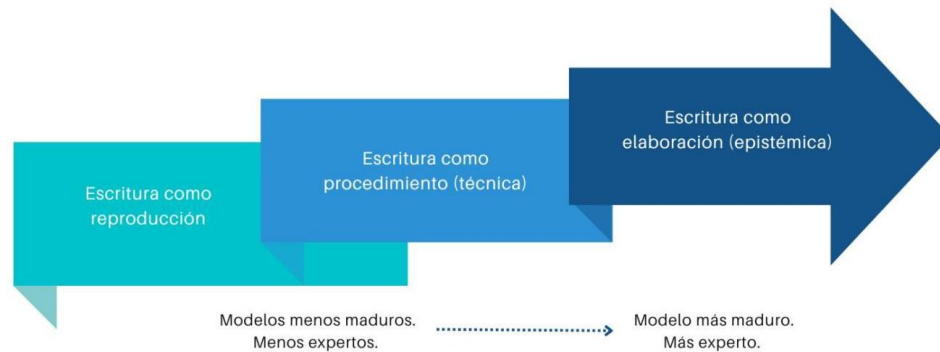 Escritura como
reproducción
Escritura como
procedimiento (técnica)
Escritura como
elaboración (epistémica)
Modelos menos maduros.
Menos expertos.
Modelo más maduro.
Más experto.